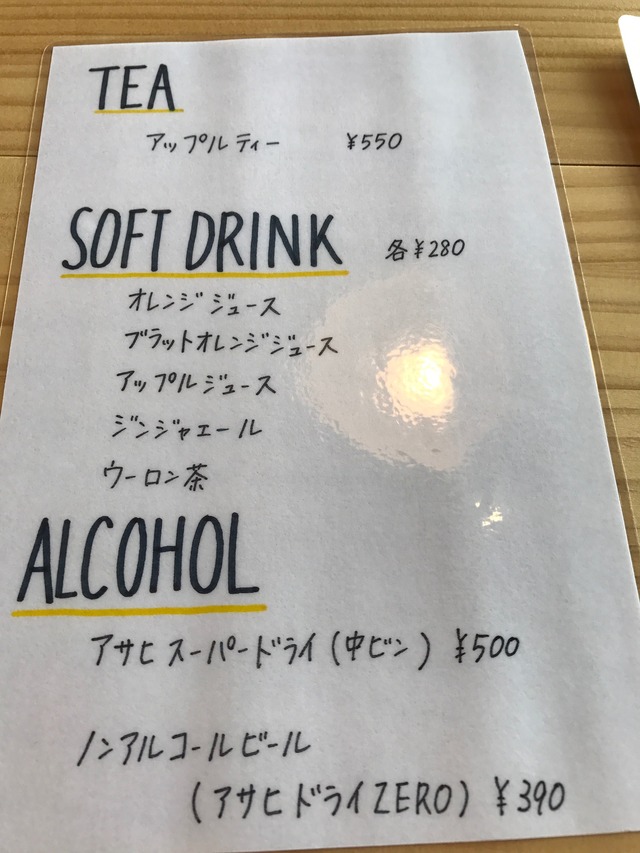 TEA
アップルティー ¥550
SOFT DRINK 各¥280
オレンジジュース
ブラットオレンジジュース
アップルジュース
ジンジャエール
ウーロン茶
ALCOHOL
アサヒスーパードライ(中ビン) ¥500
ノンアルコールビール
(アサヒドライZERO) ¥390